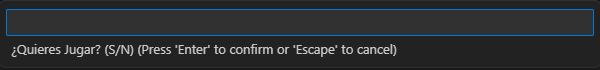 ¿Quieres Jugar? (S/N) (Press 'Enter' to confirm or 'Escape' to cancel)